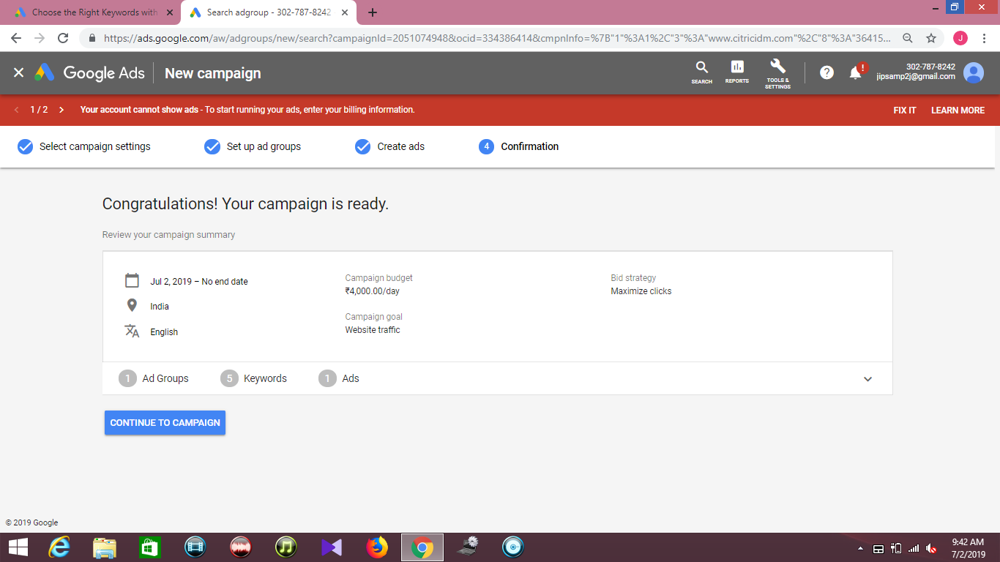 Choose the Right Keywords with
Search adgroup - 302-787-8242
https://ads.google.com/aw/adgroups/new/search?campaignId=2051074948&ocid=334386414&cmpnInfo=%7B"1"%3A1%2C"3"%3A"www.citricidm.com"%2C"8"%3A"36415...
J
Google Ads
New campaign
SEARCH
REPORTS
TOOLS &
SETTINGS
302-787-8242
jipsamp2j@gmail.com
1 / 2
Your account cannot show ads - To start running your ads, enter your billing information.
FIX IT
LEARN MORE
Select campaign settings
Set up ad groups
Create ads
4 Confirmation
Congratulations! Your campaign is ready.
Review your campaign summary
Jul 2, 2019 – No end date
India
English
Campaign budget
₹4,000.00/day
Campaign goal
Website traffic
Bid strategy
Maximize clicks
1 Ad Groups
5 Keywords
1 Ads
CONTINUE TO CAMPAIGN
© 2019 Google
9:42 AM
7/2/2019